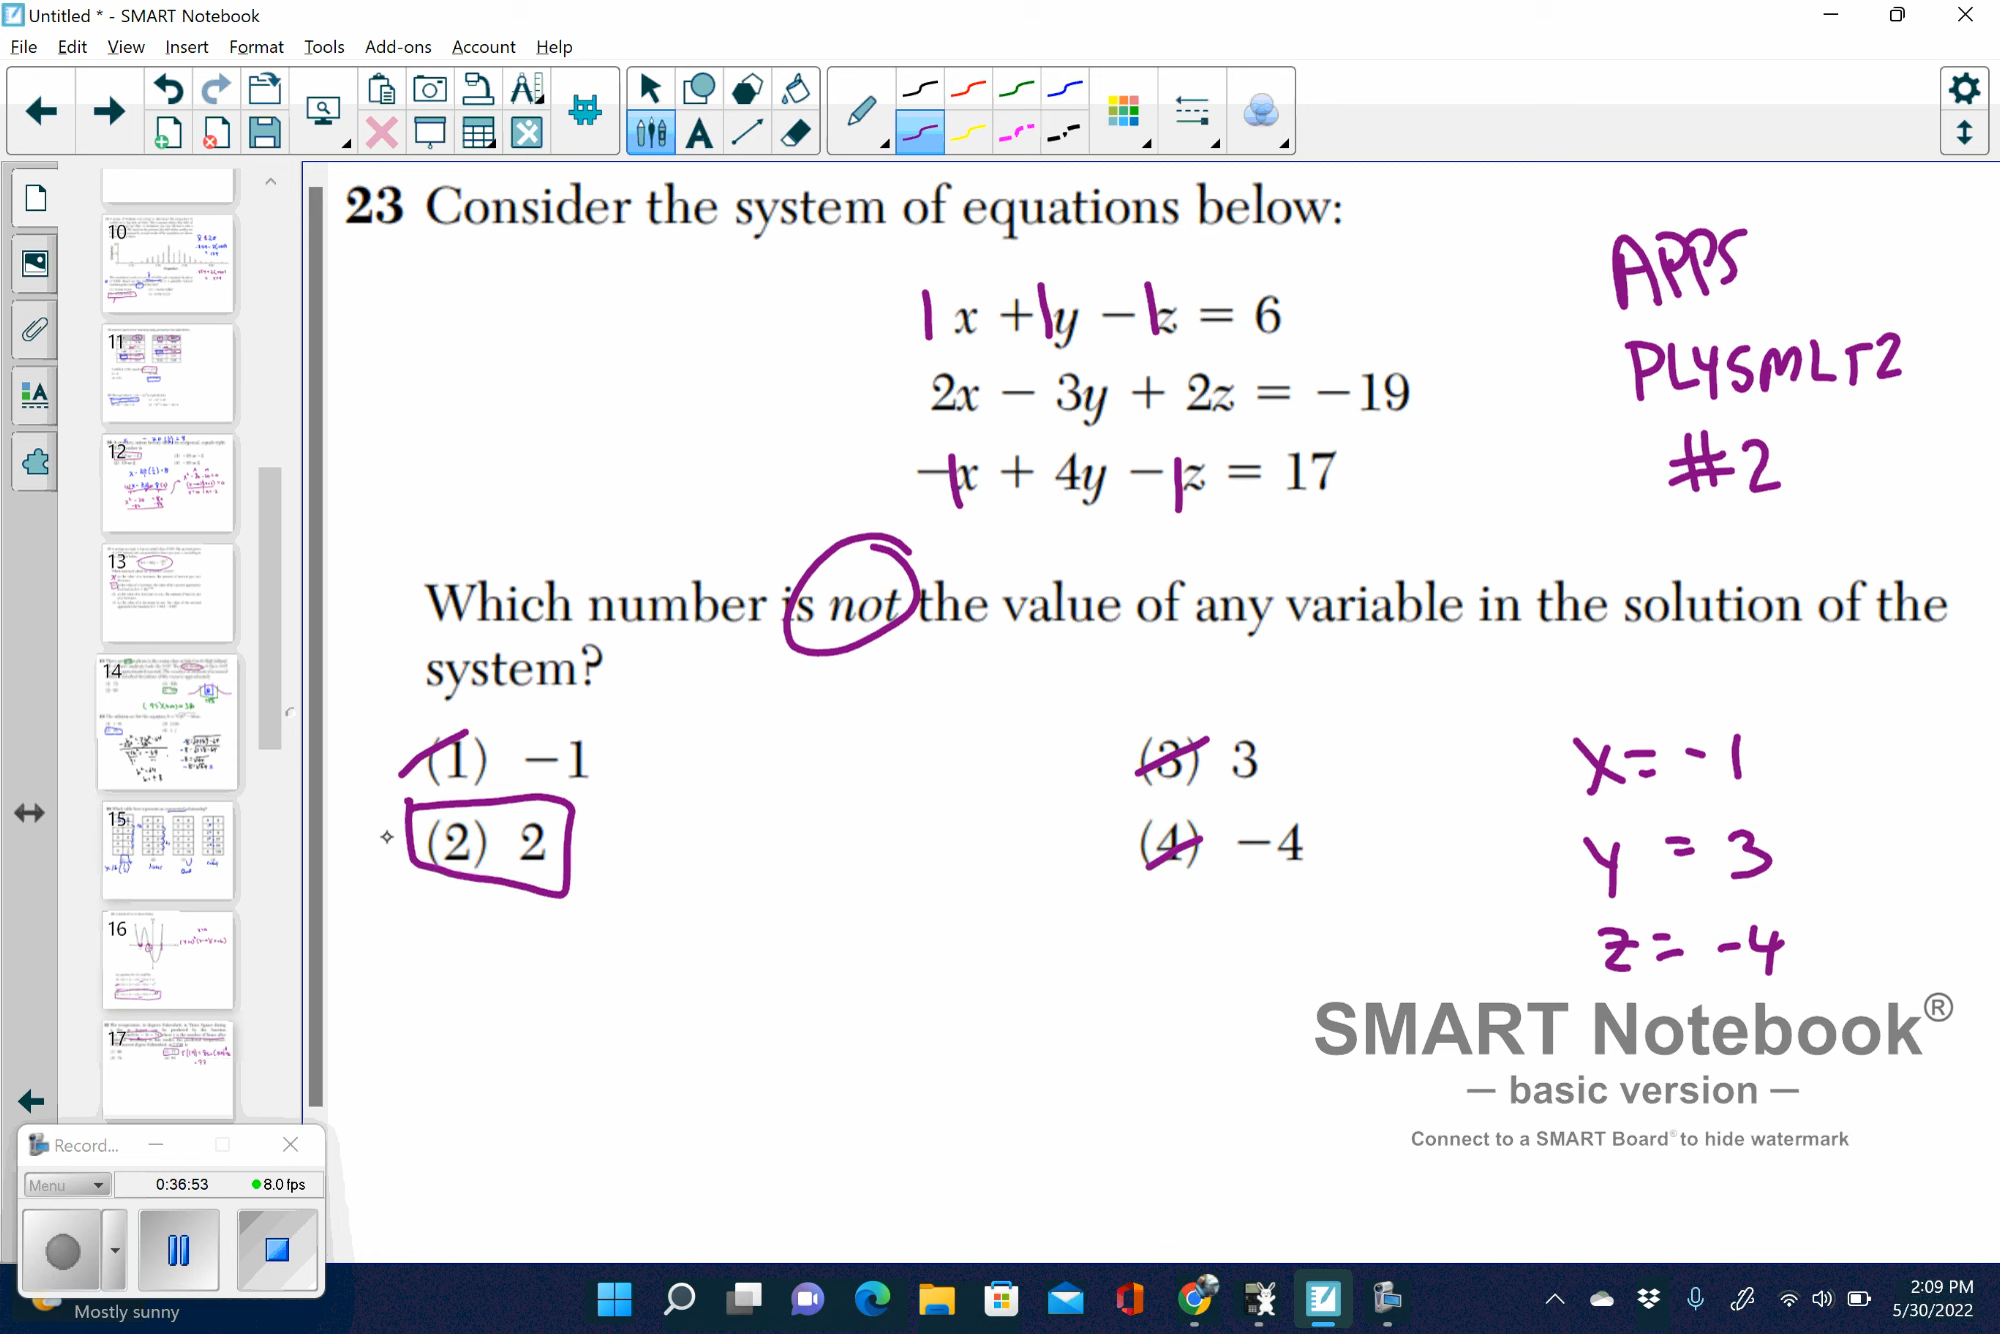 Untitled * - SMART Notebook
File Edit View Insert Format Tools Add-ons Account Help
10
11
12
13
14
15
16
17
23 Consider the system of equations below:
1x + 1y − 1z = 6
2x − 3y + 2z = −19
−1x + 4y − 1z = 17
APPS
PLYSMLT2
#2
Which number is not the value of any variable in the solution of the
system?
(1) −1
(3) 3
(2) 2
(4) −4
x = -1
y = 3
z = -4
SMART Notebook®
— basic version —
Connect to a SMART Board® to hide watermark
Record...
Menu 0:36:53 8.0 fps
Mostly sunny
2:09 PM
5/30/2022